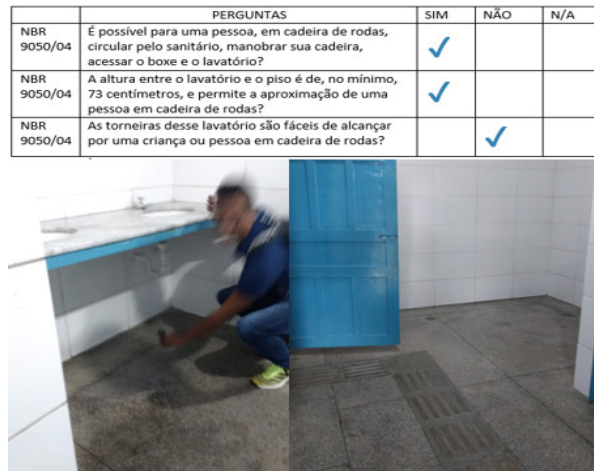 PERGUNTAS SIM NÃO N/A
NBR 9050/04 É possível para uma pessoa, em cadeira de rodas, circular pelo sanitário, manobrar sua cadeira, acessar o boxe e o lavatório? ✓
NBR 9050/04 A altura entre o lavatório e o piso é de, no mínimo, 73 centímetros, e permite a aproximação de uma pessoa em cadeira de rodas? ✓
NBR 9050/04 As torneiras desse lavatório são fáceis de alcançar por uma criança ou pessoa em cadeira de rodas? ✓